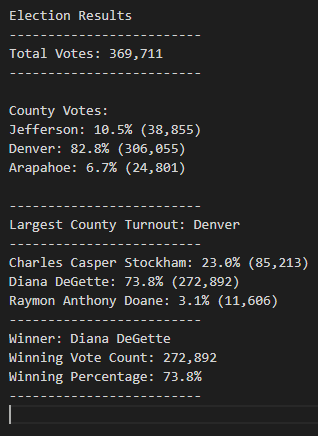 Election Results
-------------------------
Total Votes: 369,711
-------------------------
County Votes:
Jefferson: 10.5% (38,855)
Denver: 82.8% (306,055)
Arapahoe: 6.7% (24,801)
-------------------------
Largest County Turnout: Denver
-------------------------
Charles Casper Stockham: 23.0% (85,213)
Diana DeGette: 73.8% (272,892)
Raymon Anthony Doane: 3.1% (11,606)
-------------------------
Winner: Diana DeGette
Winning Vote Count: 272,892
Winning Percentage: 73.8%
-------------------------